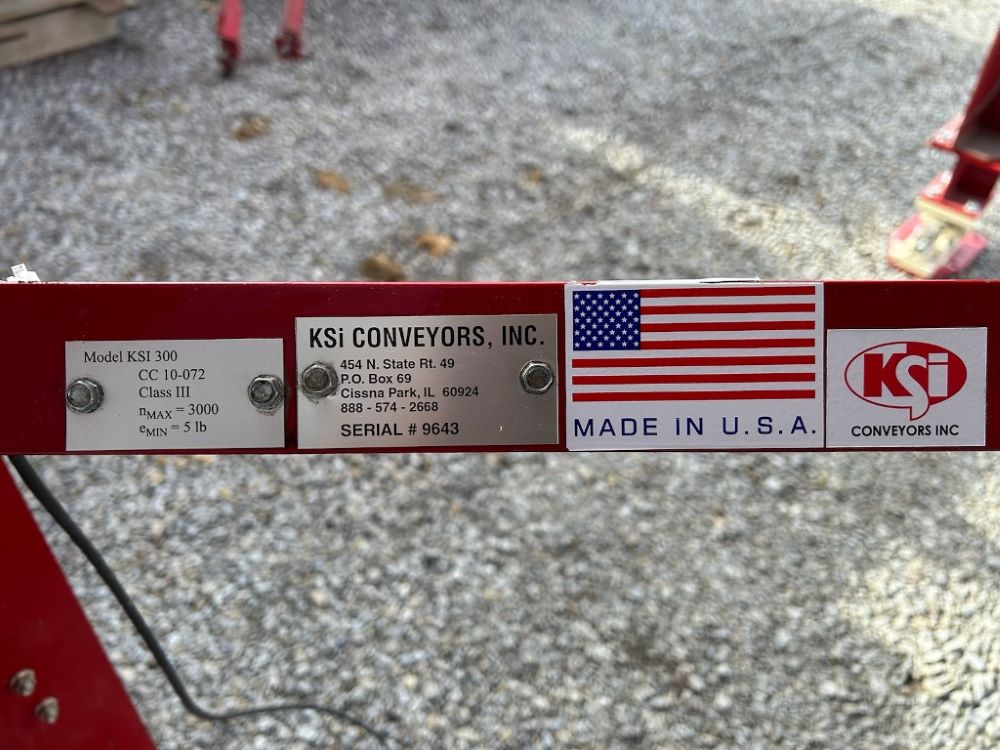 Model KSI 300
CC 10-072
Class III
nMAX = 3000
eMIN = 5 lb
KSi CONVEYORS, INC.
454 N. State Rt. 49
P.O. Box 69
Cissna Park, IL 60924
888 - 574 - 2668
SERIAL # 9643
MADE IN U.S.A.
KSi
CONVEYORS INC